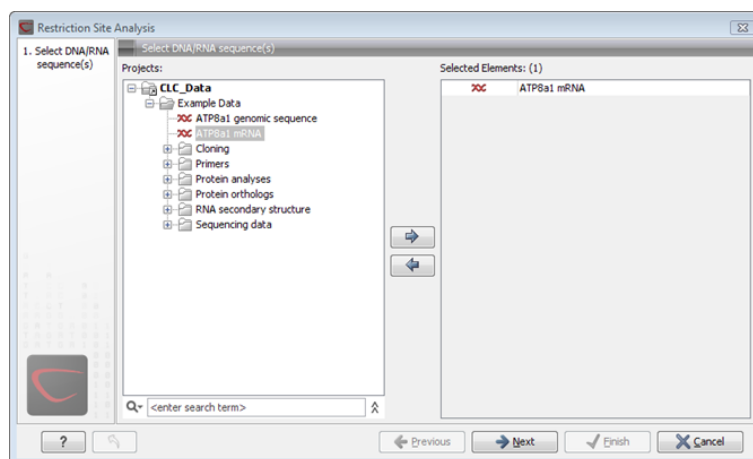 Restriction Site Analysis
1. Select DNA/RNA
sequence(s)
Select DNA/RNA sequence(s)
Projects:
CLC_Data
Example Data
ATP8a1 genomic sequence
ATP8a1 mRNA
Cloning
Primers
Protein analyses
Protein orthologs
RNA secondary structure
Sequencing data
<enter search term>
Selected Elements: (1)
ATP8a1 mRNA
?
Previous
Next
Finish
Cancel